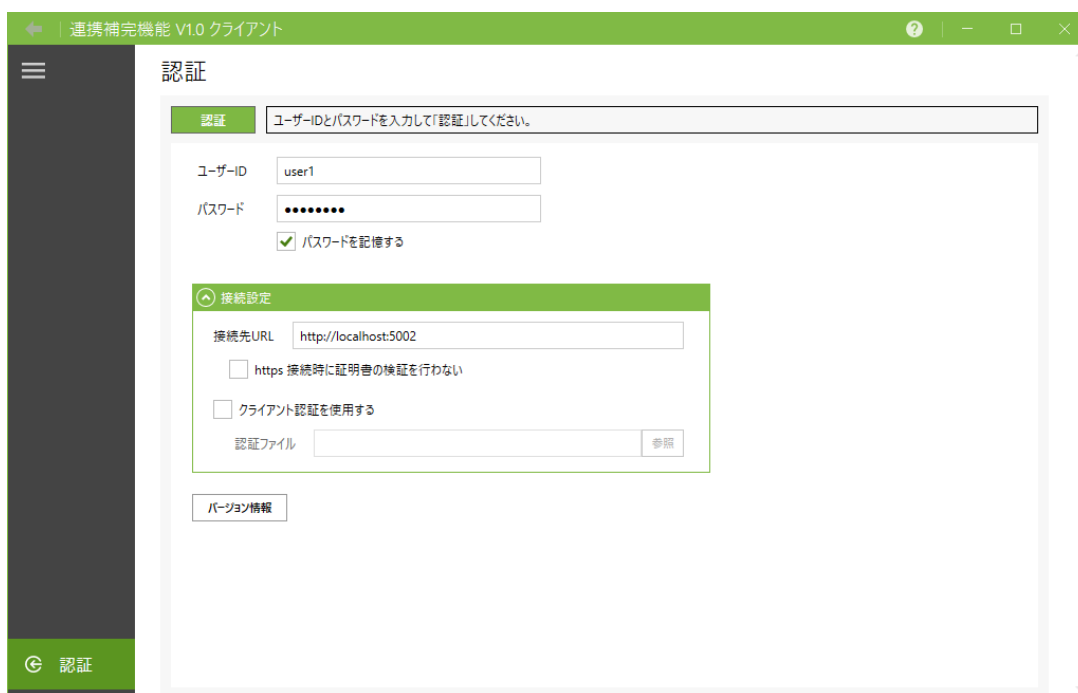 連携補完機能 V1.0 クライアント
認証
認証
ユーザーIDとパスワードを入力して「認証」してください。
ユーザーID
user1
パスワード
パスワードを記憶する
接続設定
接続先URL
http://localhost:5002
https 接続時に証明書の検証を行わない
クライアント認証を使用する
認証ファイル
参照
バージョン情報
認証